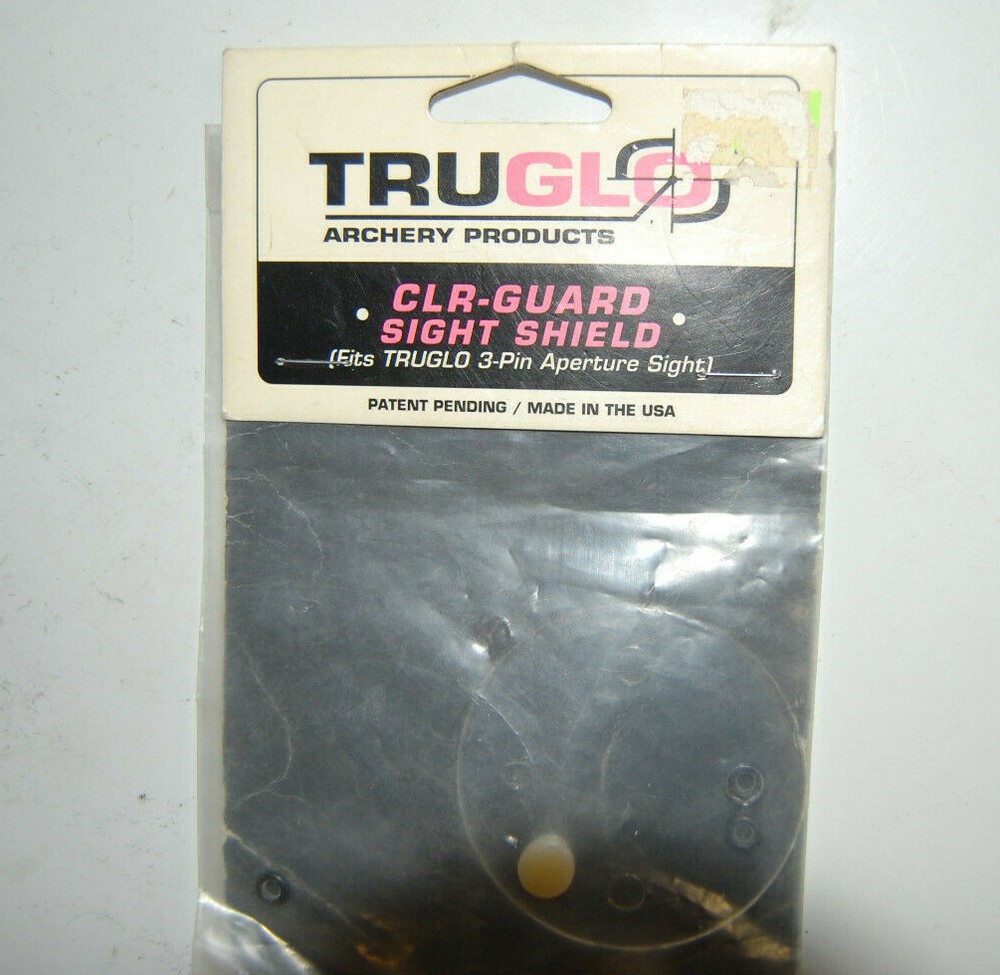 TRUGLO
ARCHERY PRODUCTS
CLR-GUARD
SIGHT SHIELD
(Fits TRUGLO 3-Pin Aperture Sight)
PATENT PENDING / MADE IN THE USA